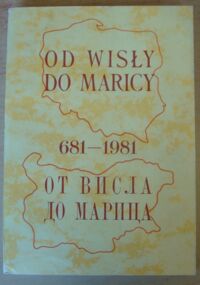 OD WISŁY
DO MARICY
681—1981
ОТ ВИСЛА
ДО МАРИЦА